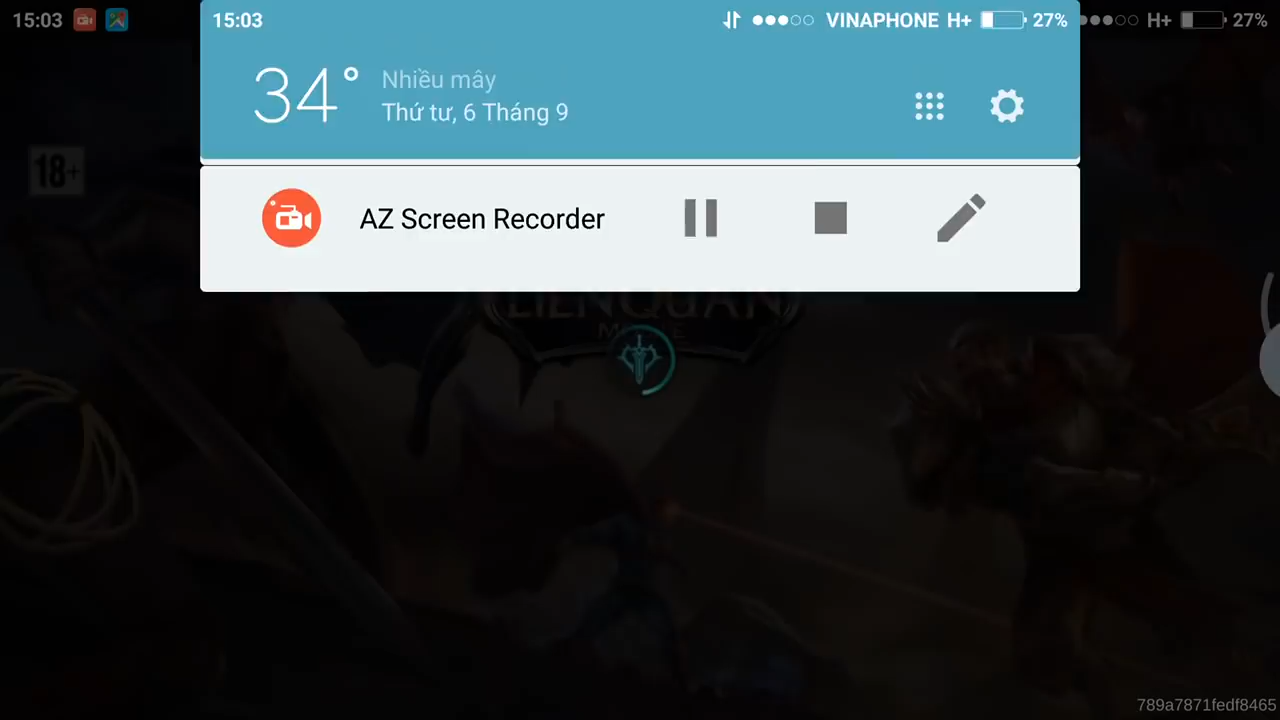 15:03
15:03
VINAPHONE H+
27%
H+
27%
34°
Nhiều mây
Thứ tư, 6 Tháng 9
18+
AZ Screen Recorder
LIENQUAN
789a7871fedf8465